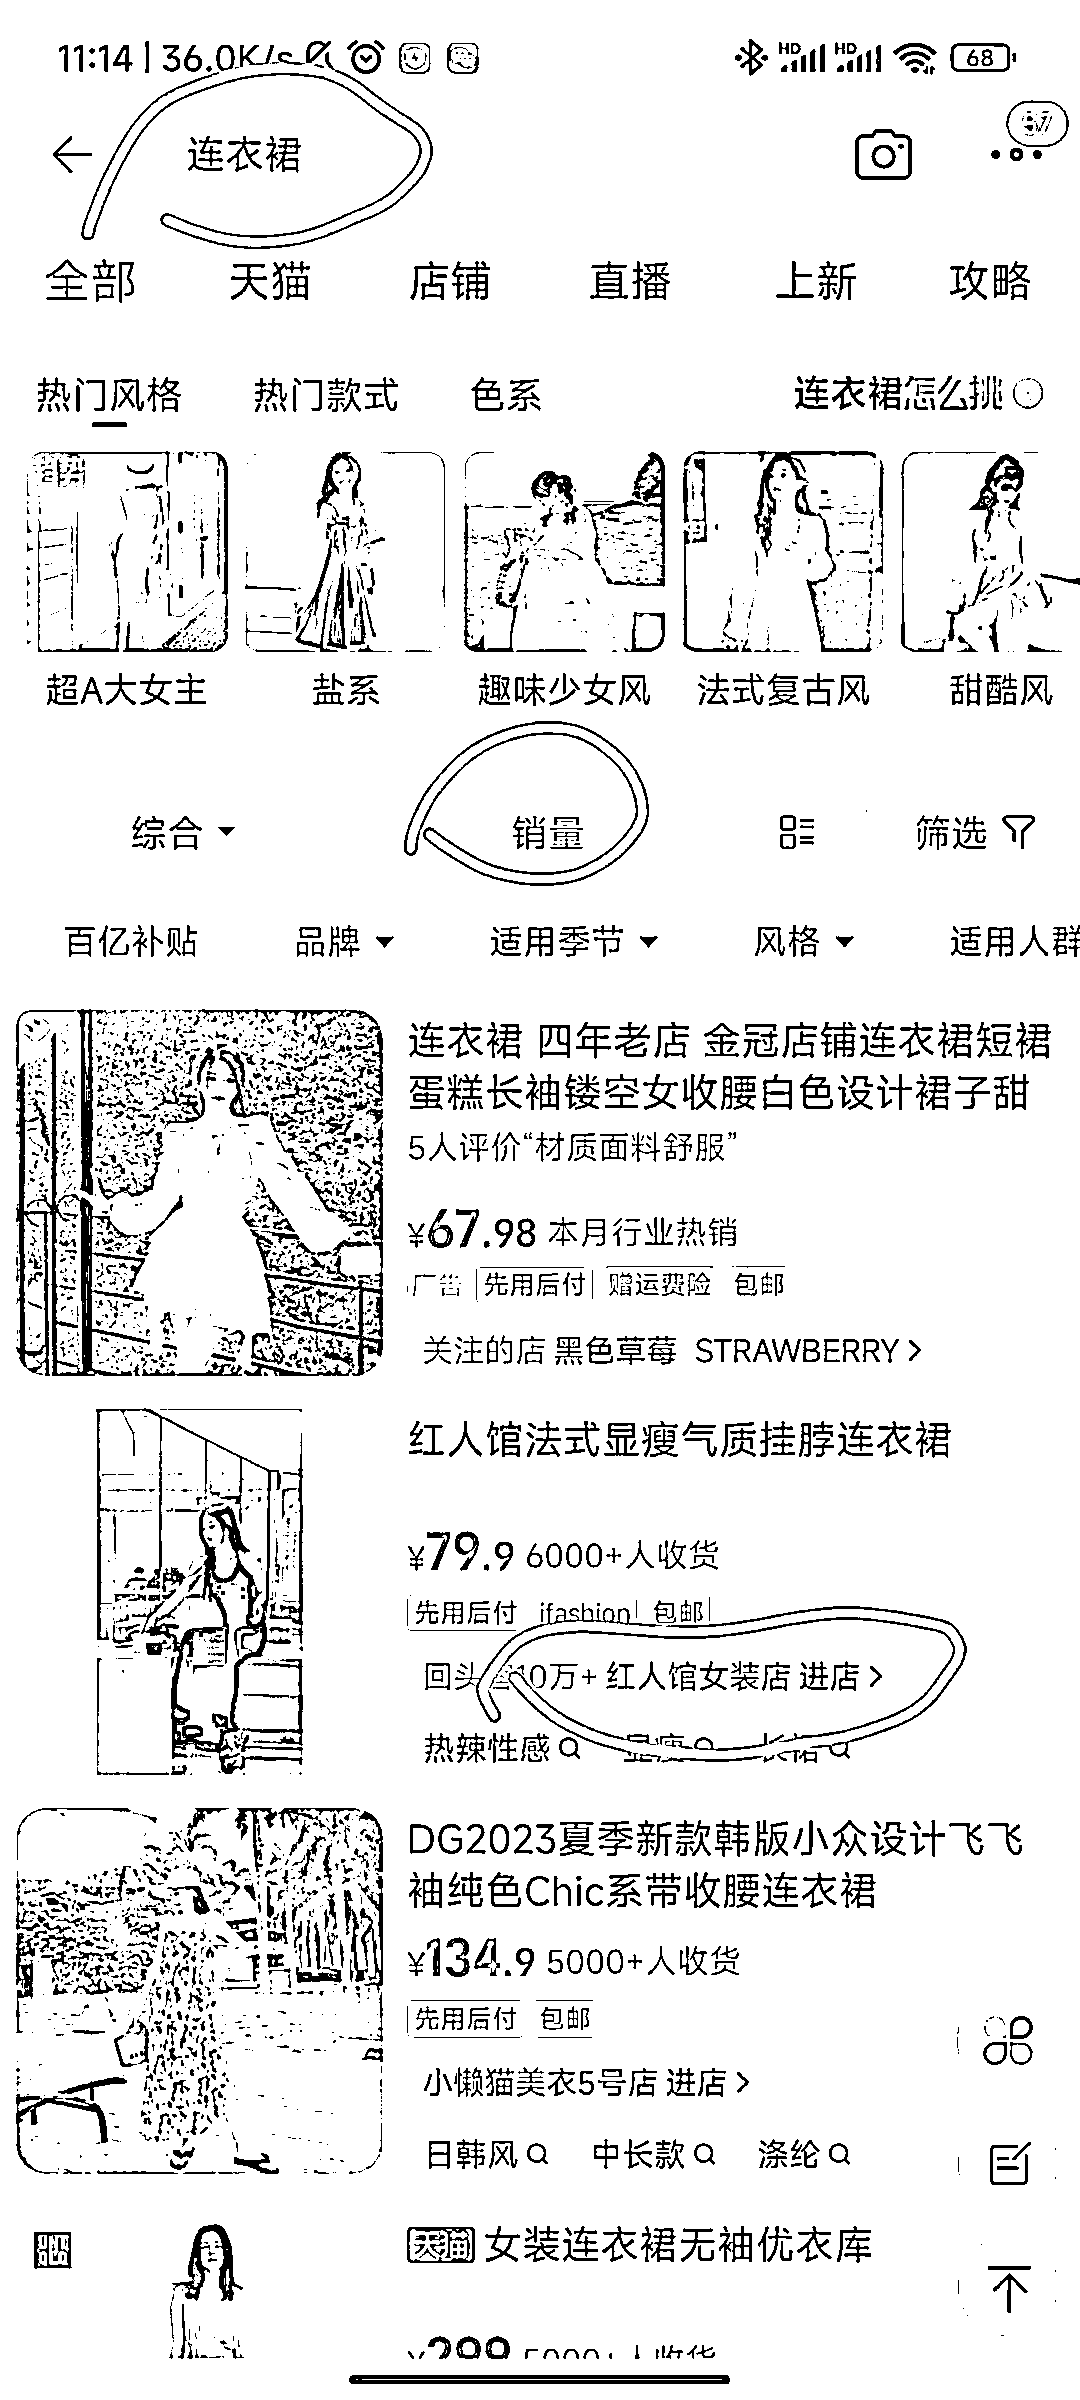 11:14 | 36.0K/s HD HD 68
连衣裙
全部 天猫 店铺 直播 上新 攻略
热门风格 热门款式 色系 连衣裙怎么挑
超A大女主 盐系 趣味少女风 法式复古风 甜酷风
综合 销量 筛选
百亿补贴 品牌 适用季节 风格 适用人群
连衣裙 四年老店 金冠店铺连衣裙短裙
蛋糕长袖镂空女收腰白色设计裙子甜
5人评价“材质面料舒服”
¥67.98 本月行业热销
广告 先用后付 赠运费险 包邮
关注的店 黑色草莓 STRAWBERRY >
红人馆法式显瘦气质挂脖连衣裙
¥79.9 6000+人收货
先用后付 ifashion 包邮
回头 10万+ 红人馆女装店 进店 >
热辣性感 显瘦 长裙
DG2023夏季新款韩版小众设计飞飞
袖纯色Chic系带收腰连衣裙
¥134.9 5000+人收货
先用后付 包邮
小懒猫美衣5号店 进店 >
日韩风 中长款 涤纶
天猫 女装连衣裙无袖优衣库
¥299 5000+人收货